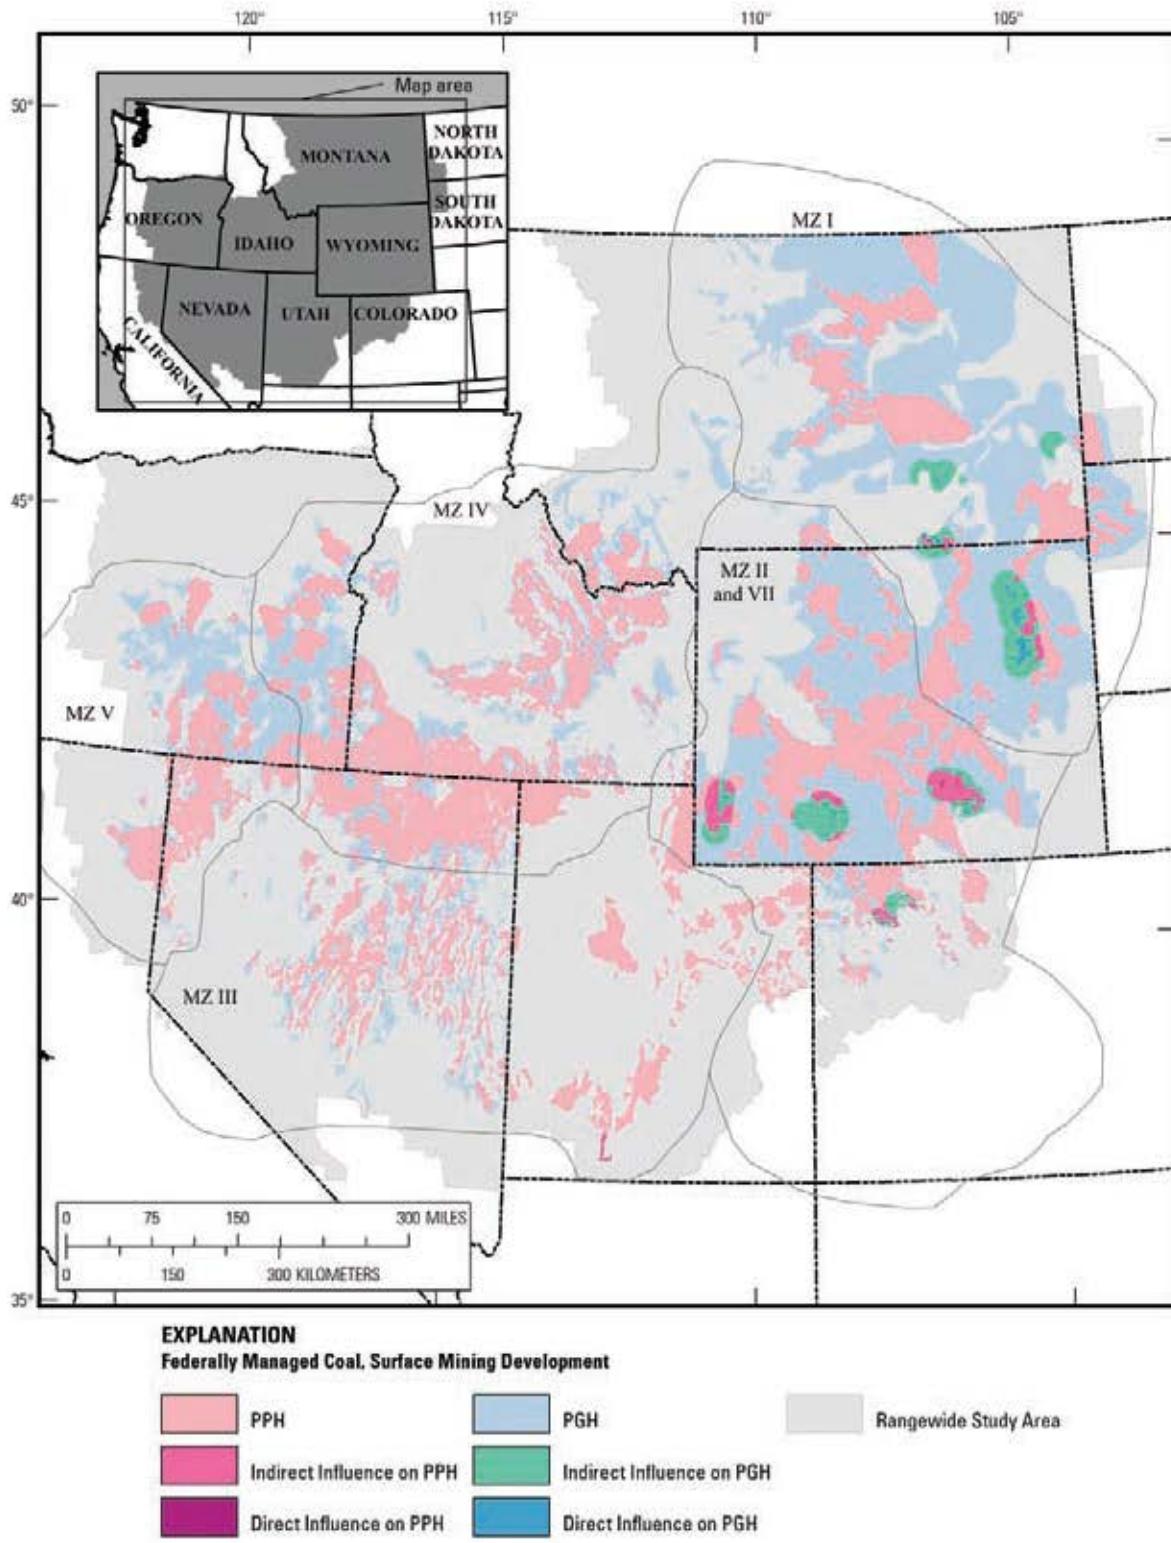 120°
115°
110°
105°
50°
45°
40°
35°
Map area
NORTH
DAKOTA
MONTANA
SOUTH
DAKOTA
OREGON
IDAHO
WYOMING
NEVADA
UTAH
COLORADO
CALIFORNIA
MZ I
MZ IV
MZ II
and VII
MZ V
MZ III
0 75 150 300 MILES
0 150 300 KILOMETERS
EXPLANATION
Federally Managed Coal, Surface Mining Development
PPH
PGH
Rangewide Study Area
Indirect Influence on PPH
Indirect Influence on PGH
Direct Influence on PPH
Direct Influence on PGH